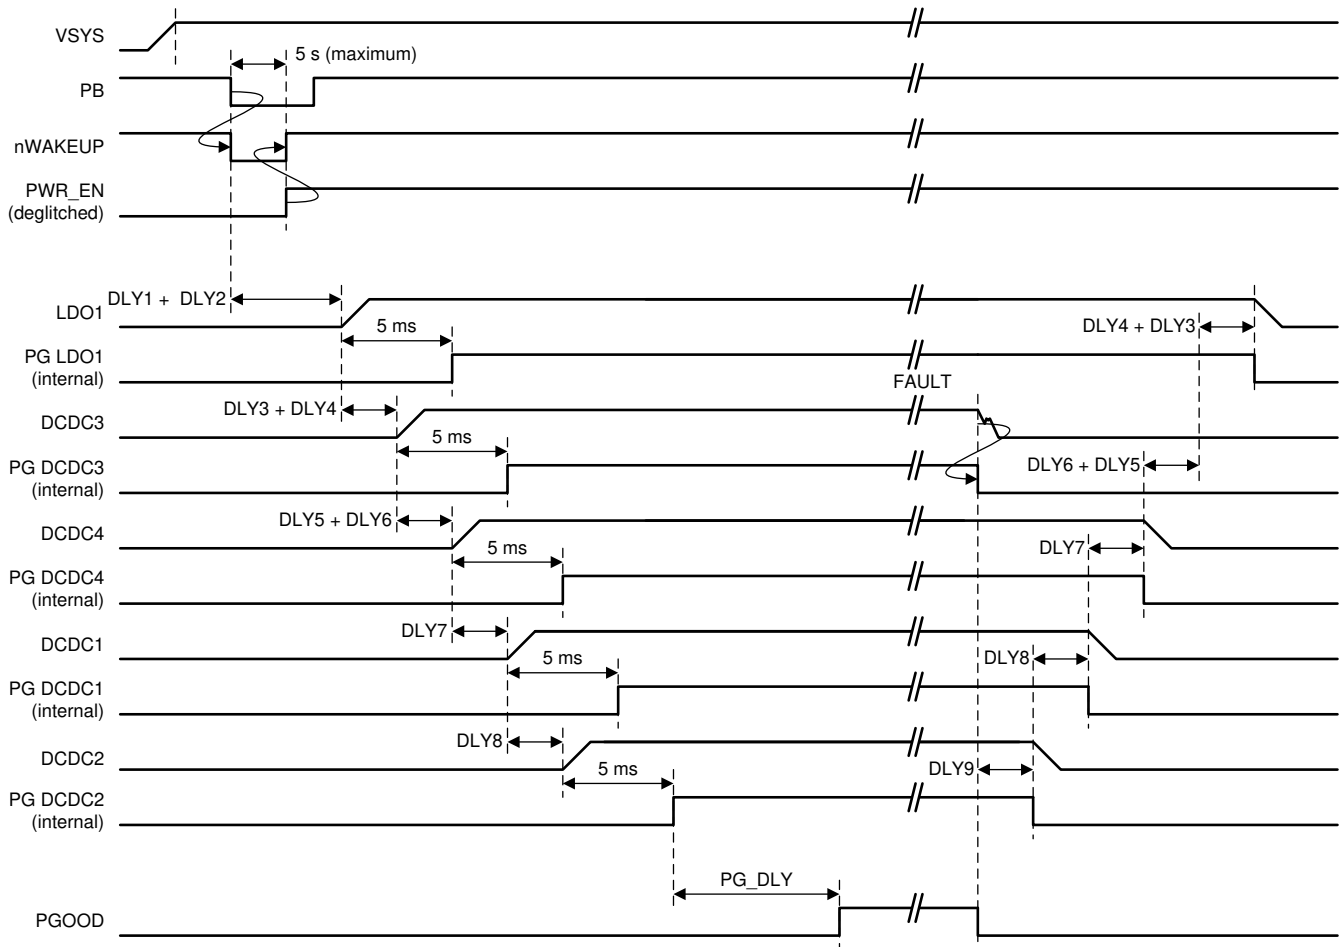 VSYS
5 s (maximum)
PB
nWAKEUP
PWR_EN
(deglitched)
DLY1 + DLY2
LDO1
5 ms
DLY4 + DLY3
PG LDO1
(internal)
FAULT
DLY3 + DLY4
DCDC3
5 ms
PG DCDC3
(internal)
DLY6 + DLY5
DLY5 + DLY6
DCDC4
5 ms
DLY7
PG DCDC4
(internal)
DLY7
DCDC1
5 ms
DLY8
PG DCDC1
(internal)
DLY8
DCDC2
5 ms
DLY9
PG DCDC2
(internal)
PG_DLY
PGOOD